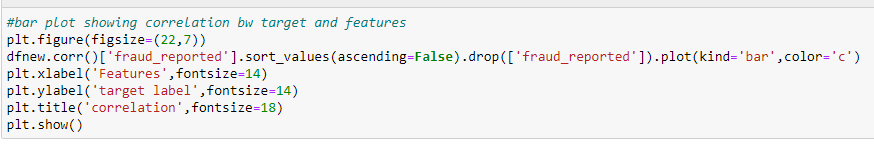 #bar plot showing correlation bw target and features
plt.figure(figsize=(22,7))
dfnew.corr()['fraud_reported'].sort_values(ascending=False).drop(['fraud_reported']).plot(kind='bar',color='c')
plt.xlabel('Features',fontsize=14)
plt.ylabel('target label',fontsize=14)
plt.title('correlation',fontsize=18)
plt.show()